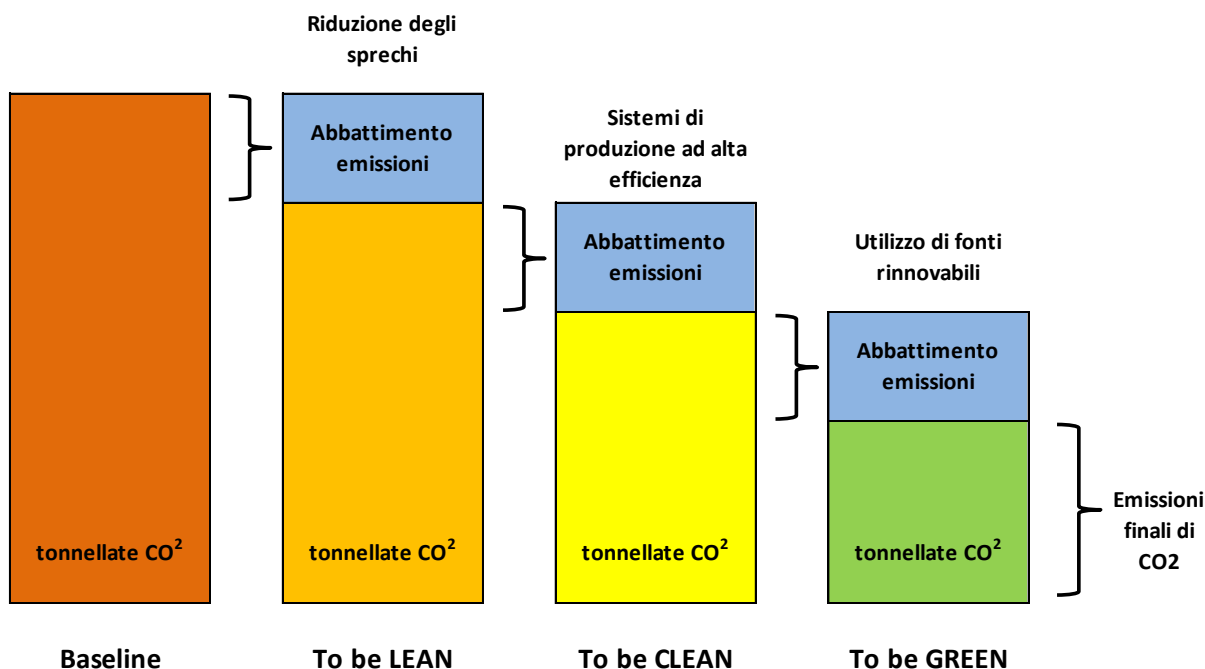 Riduzione degli
sprechi
Abbattimento
emissioni
Sistemi di
produzione ad alta
efficienza
Abbattimento
emissioni
Utilizzo di fonti
rinnovabili
Abbattimento
emissioni
tonnellate CO²
tonnellate CO²
tonnellate CO²
tonnellate CO²
Emissioni
finali di
CO2
Baseline
To be LEAN
To be CLEAN
To be GREEN